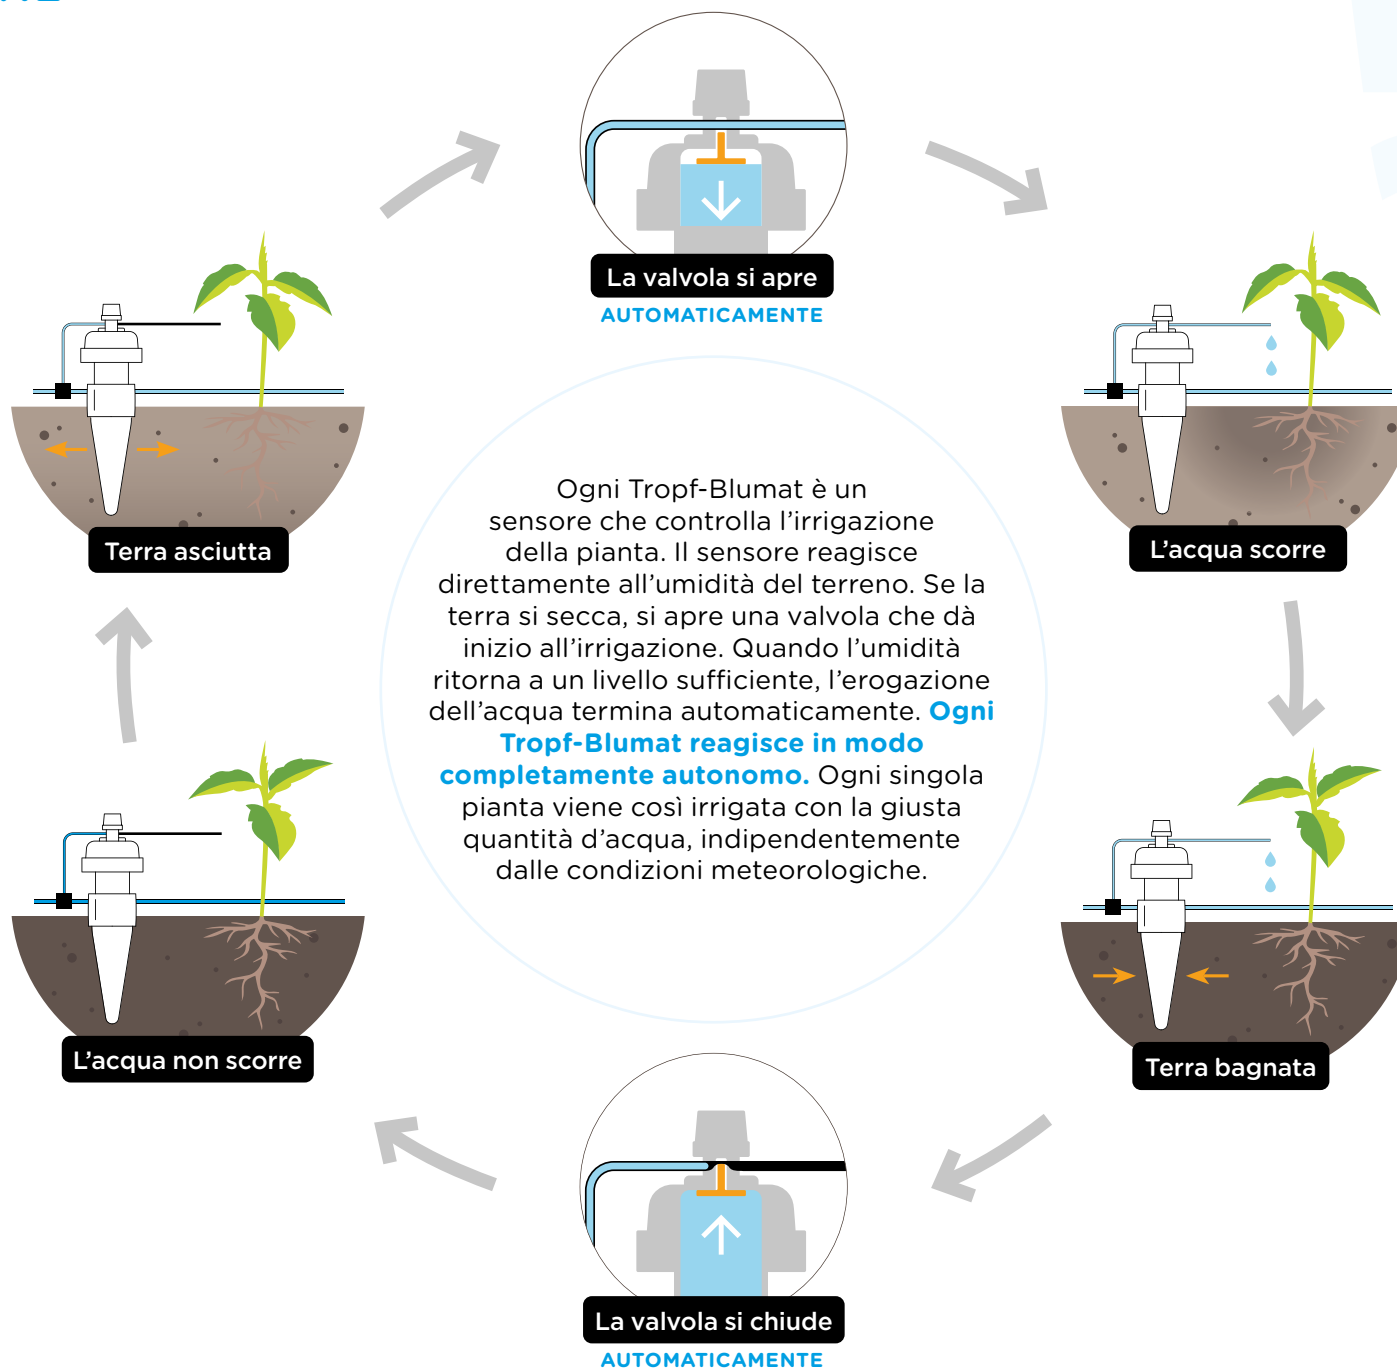 La valvola si apre
AUTOMATICAMENTE
Terra asciutta
L'acqua scorre
Ogni Tropf-Blumat è un
sensore che controlla l'irrigazione
della pianta. Il sensore reagisce
direttamente all'umidità del terreno. Se la
terra si secca, si apre una valvola che dà
inizio all'irrigazione. Quando l'umidità
ritorna a un livello sufficiente, l'erogazione
dell'acqua termina automaticamente. Ogni
Tropf-Blumat reagisce in modo
completamente autonomo. Ogni singola
pianta viene così irrigata con la giusta
quantità d'acqua, indipendentemente
dalle condizioni meteorologiche.
L'acqua non scorre
Terra bagnata
La valvola si chiude
AUTOMATICAMENTE